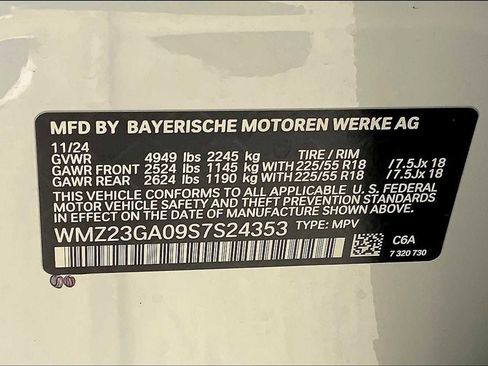 MFD BY BAYERISCHE MOTOREN WERKE AG
11/24
GVWR 4949 lbs 2245 kg TIRE / RIM
GAWR FRONT 2524 lbs 1145 kg WITH 225/55 R18 /7.5Jx 18
GAWR REAR 2624 lbs 1190 kg WITH 225/55 R18 /7.5Jx 18
THIS VEHICLE CONFORMS TO ALL APPLICABLE U. S. FEDERAL
MOTOR VEHICLE SAFETY AND THEFT PREVENTION STANDARDS
IN EFFECT ON THE DATE OF MANUFACTURE SHOWN ABOVE.
WMZ23GA09S7S24353 TYPE: MPV
C6A
7 320 730